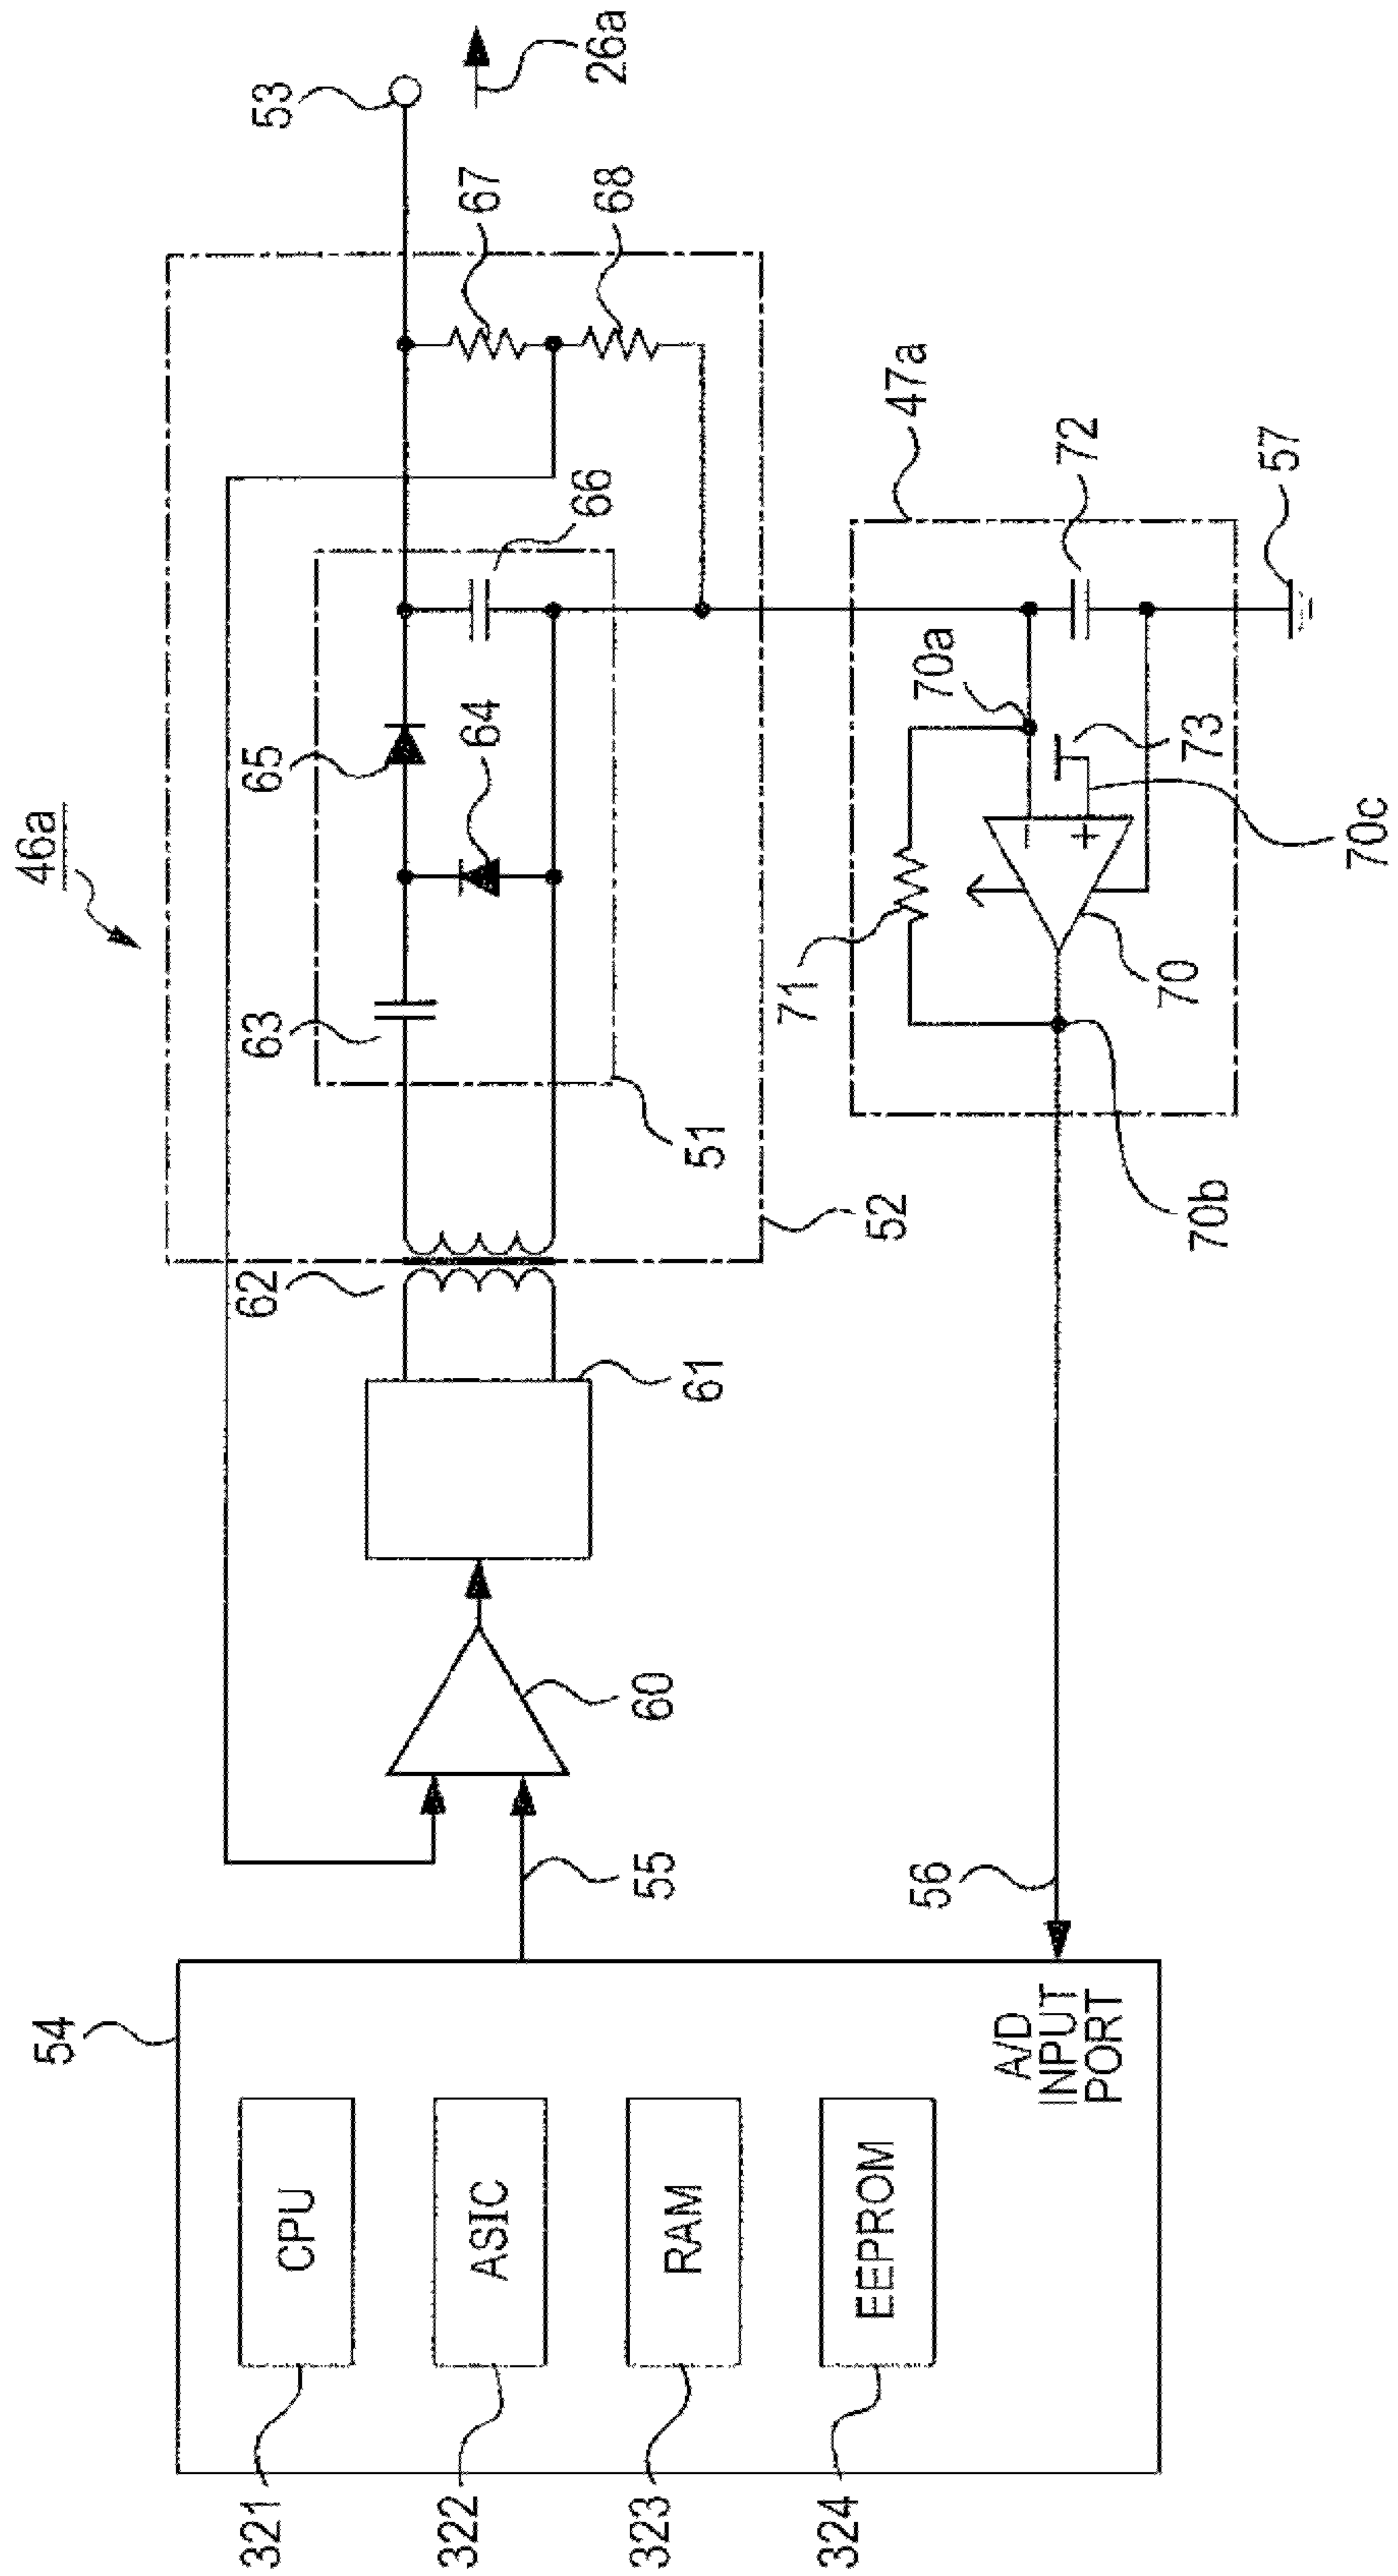 46a
53
26a
67
68
65
64
66
63
62
51
52
61
60
55
54
CPU
ASIC
RAM
EEPROM
321
322
323
324
A/D
INPUT
PORT
56
47a
72
57
70a
73
70c
71
70
70b